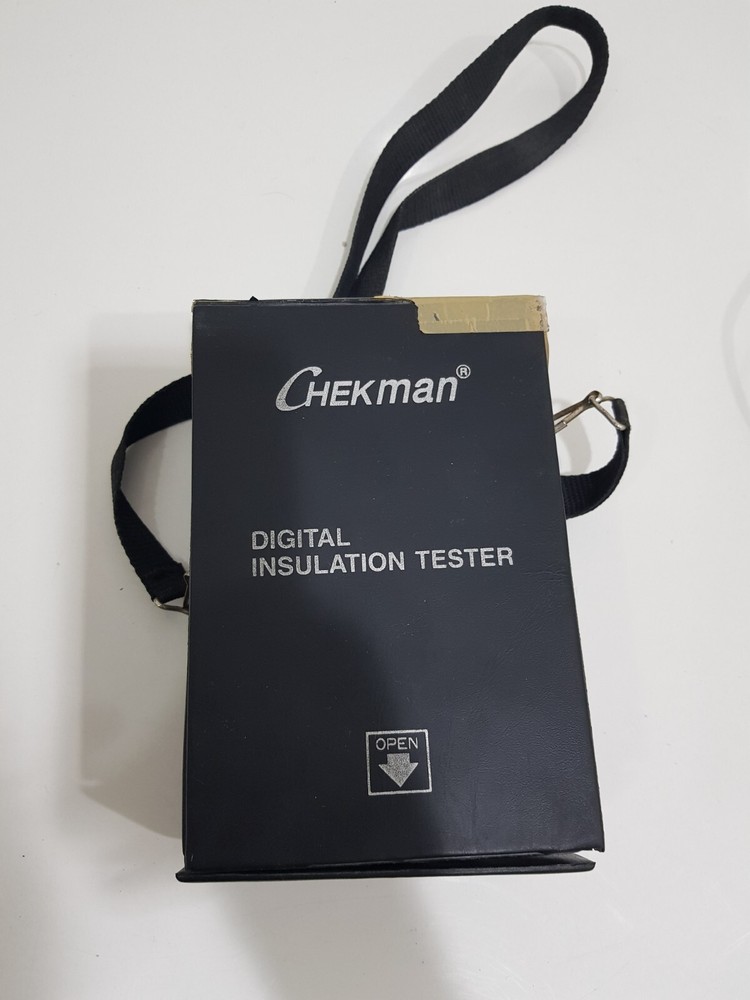 CHEKman®
DIGITAL
INSULATION TESTER
OPEN